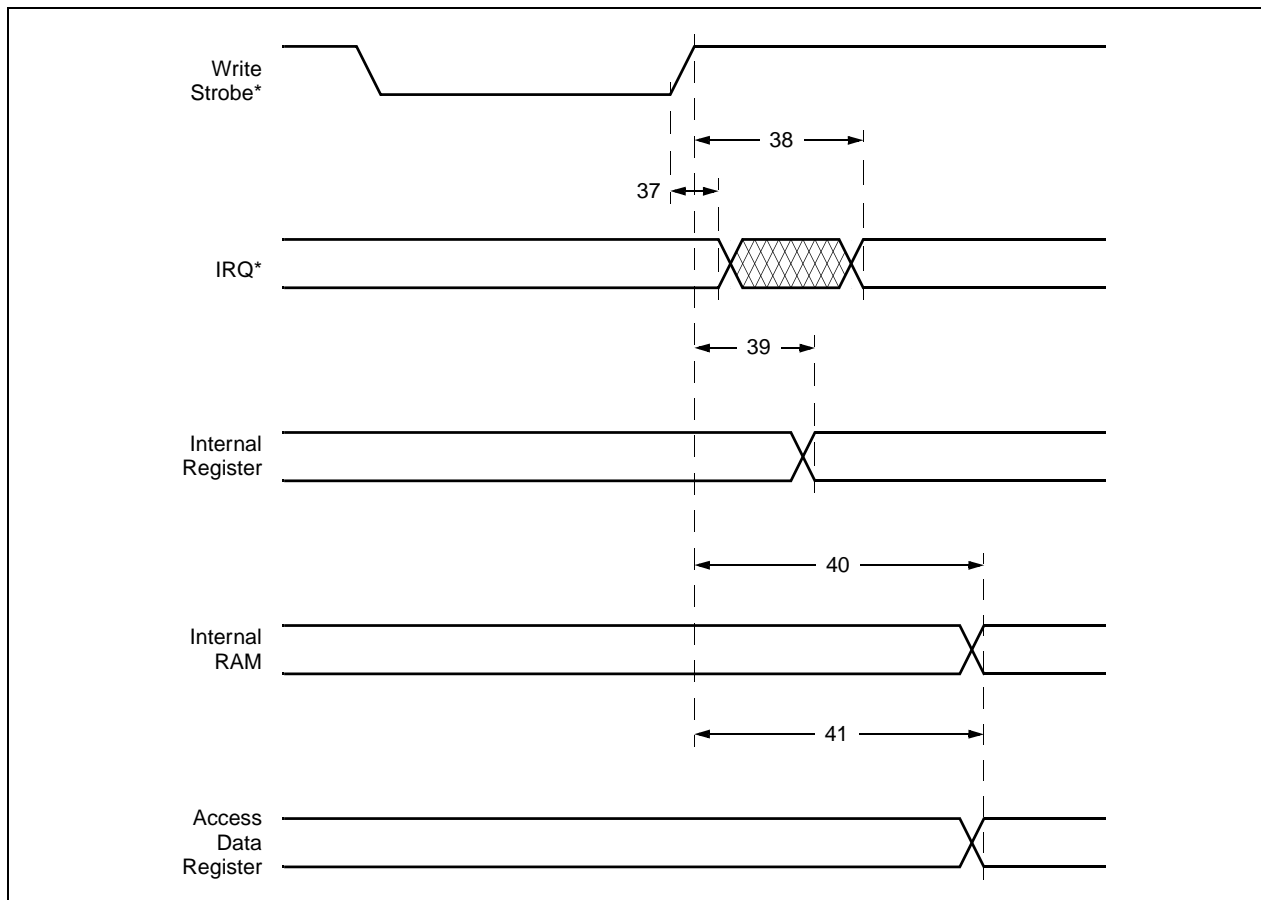 Write
Strobe*
38
37
IRQ*
39
Internal
Register
40
Internal
RAM
41
Access
Data
Register